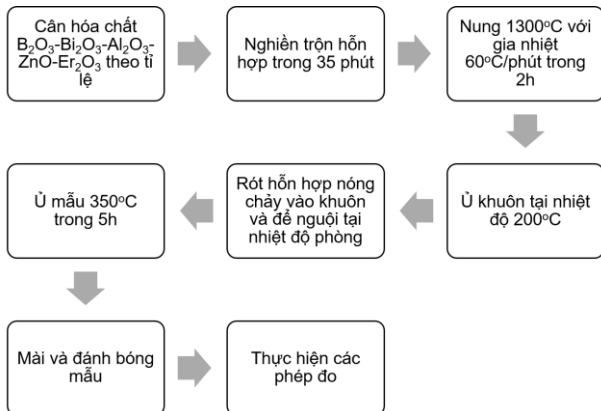 Cân hóa chất
B₂O₃-Bi₂O₃-Al₂O₃-
ZnO-Er₂O₃ theo tỉ
lệ
Nghiền trộn hỗn
hợp trong 35 phút
Nung 1300°C với
gia nhiệt
60°C/phút trong
2h
Ủ khuôn tại nhiệt
độ 200°C
Rót hỗn hợp nóng
chảy vào khuôn
và để nguội tại
nhiệt độ phòng
Ủ mẫu 350°C
trong 5h
Mài và đánh bóng
mẫu
Thực hiện các
phép đo